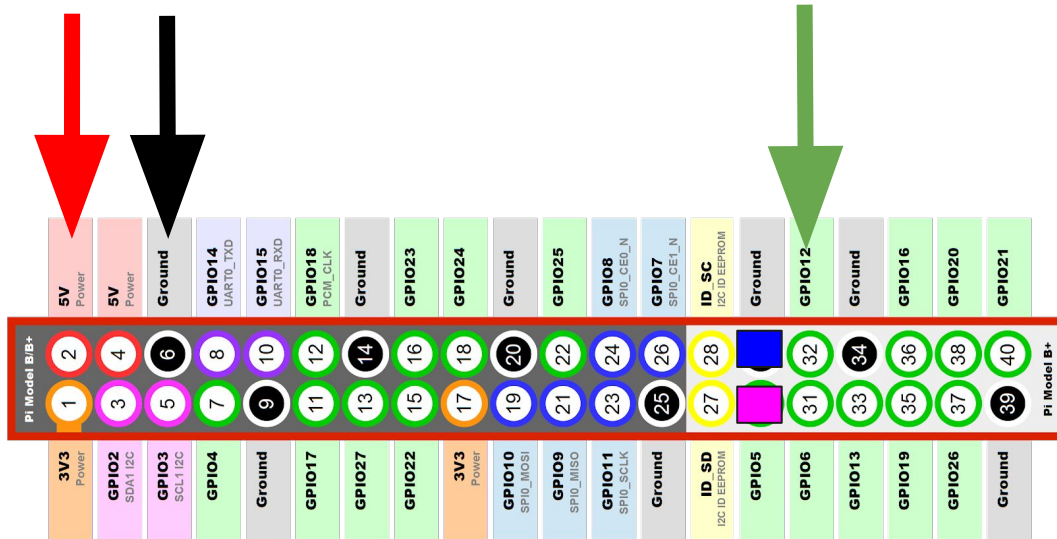 5V
Power
5V
Power
Ground
GPIO14
UART0_TXD
GPIO15
UART0_RXD
GPIO18
PCM_CLK
Ground
GPIO23
GPIO24
Ground
GPIO25
GPIO8
SPI0_CE0_N
GPIO7
SPI0_CE1_N
ID_SC
I2C ID EEPROM
Ground
GPIO12
Ground
GPIO16
GPIO20
GPIO21
Pi Model B/B+
2 4 6 8 10 12 14 16 18 20 22 24 26 28 32 34 36 38 40
1 3 5 7 9 11 13 15 17 19 21 23 25 27 31 33 35 37 39
Pi Model B+
3V3
Power
GPIO2
SDA1 I2C
GPIO3
SCL1 I2C
GPIO4
Ground
GPIO17
GPIO27
GPIO22
3V3
Power
GPIO10
SPI0_MOSI
GPIO9
SPI0_MISO
GPIO11
SPI0_SCLK
Ground
ID_SD
I2C ID EEPROM
GPIO5
GPIO6
GPIO13
GPIO19
GPIO26
Ground